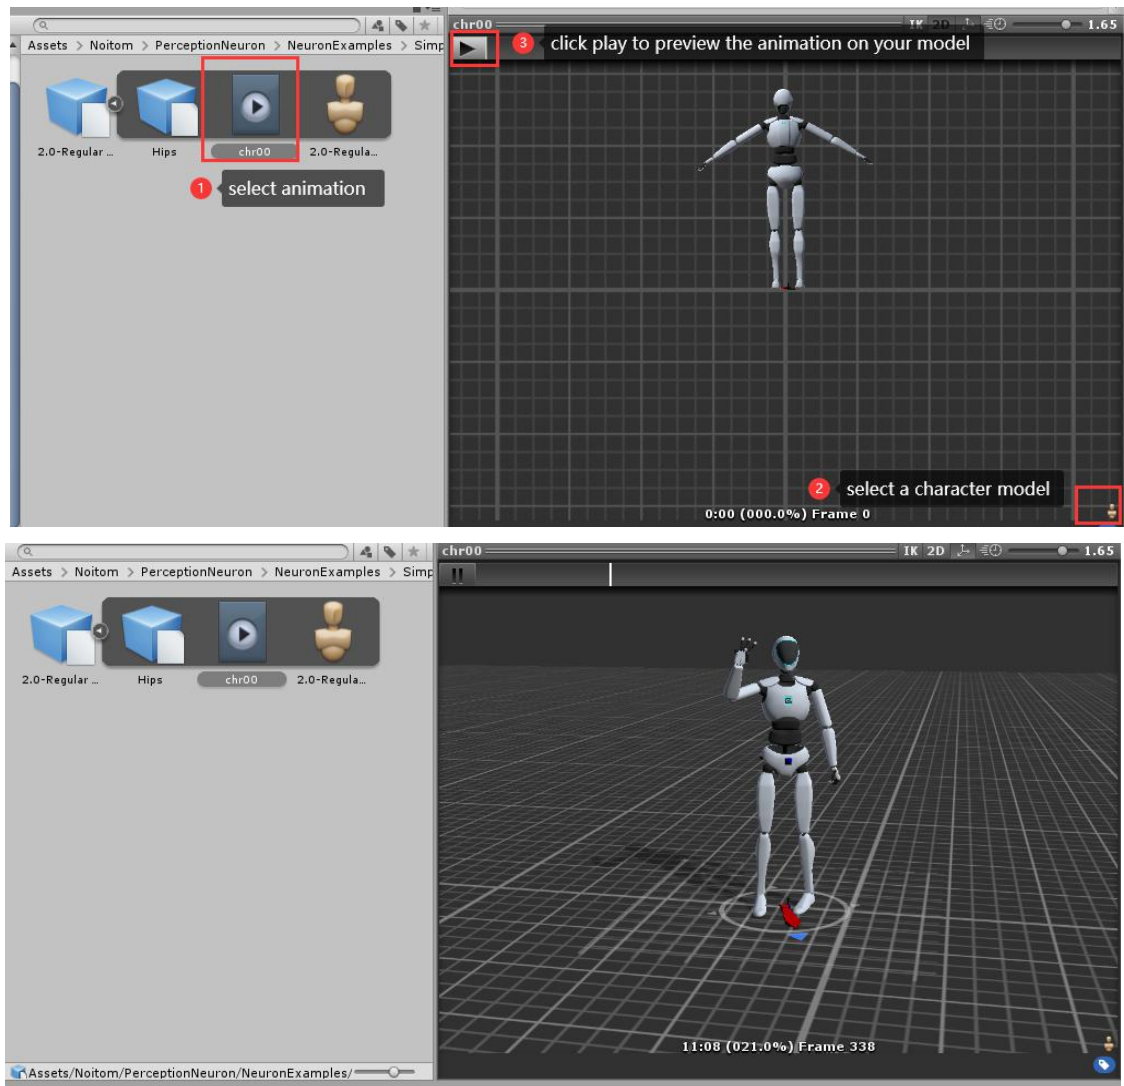 chr00
IK 2D 1.65
Assets > Noitom > PerceptionNeuron > NeuronExamples > Simp
3 click play to preview the animation on your model
2.0-Regular ... Hips chr00 2.0-Regula...
1 select animation
2 select a character model
0:00 (000.0%) Frame 0
chr00 IK 2D 1.65
Assets > Noitom > PerceptionNeuron > NeuronExamples > Simp
2.0-Regular ... Hips chr00 2.0-Regula...
11:08 (021.0%) Frame 338
Assets/Noitom/PerceptionNeuron/NeuronExamples/